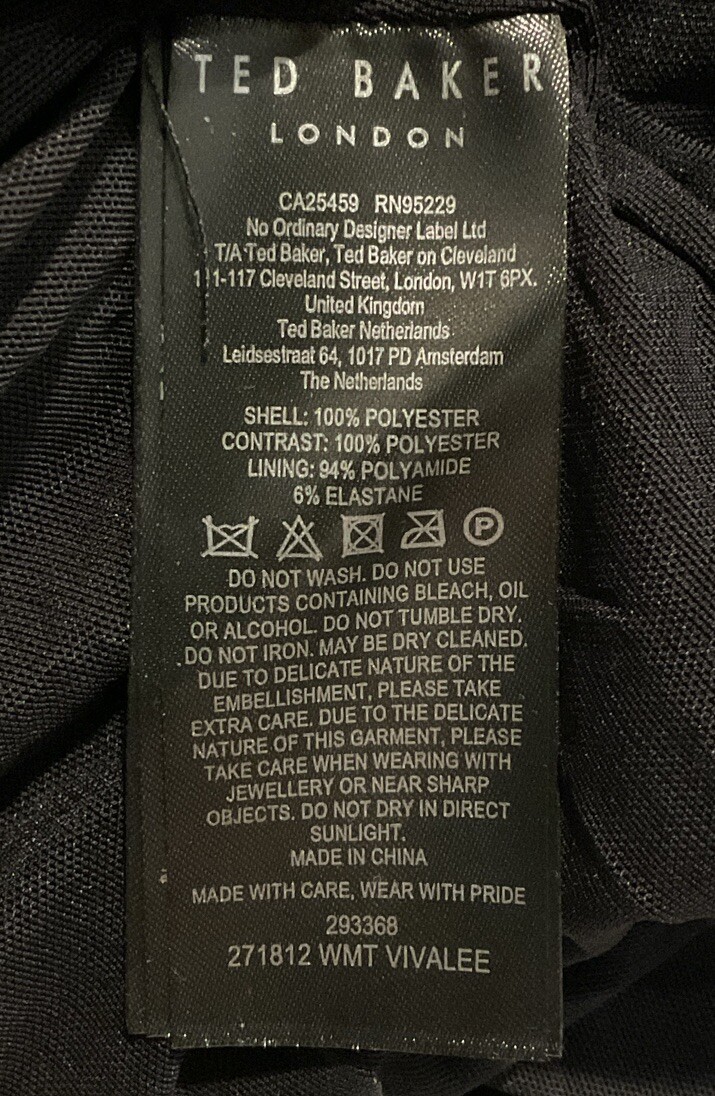 TED BAKER
LONDON
CA25459 RN95229
No Ordinary Designer Label Ltd
T/A Ted Baker, Ted Baker on Cleveland
111-117 Cleveland Street, London, W1T 6PX.
United Kingdom
Ted Baker Netherlands
Leidsestraat 64, 1017 PD Amsterdam
The Netherlands
SHELL: 100% POLYESTER
CONTRAST: 100% POLYESTER
LINING: 94% POLYAMIDE
6% ELASTANE
P
DO NOT WASH. DO NOT USE
PRODUCTS CONTAINING BLEACH, OIL
OR ALCOHOL. DO NOT TUMBLE DRY.
DO NOT IRON. MAY BE DRY CLEANED.
DUE TO DELICATE NATURE OF THE
EMBELLISHMENT, PLEASE TAKE
EXTRA CARE. DUE TO THE DELICATE
NATURE OF THIS GARMENT, PLEASE
TAKE CARE WHEN WEARING WITH
JEWELLERY OR NEAR SHARP
OBJECTS. DO NOT DRY IN DIRECT
SUNLIGHT.
MADE IN CHINA
MADE WITH CARE, WEAR WITH PRIDE
293368
271812 WMT VIVALEE